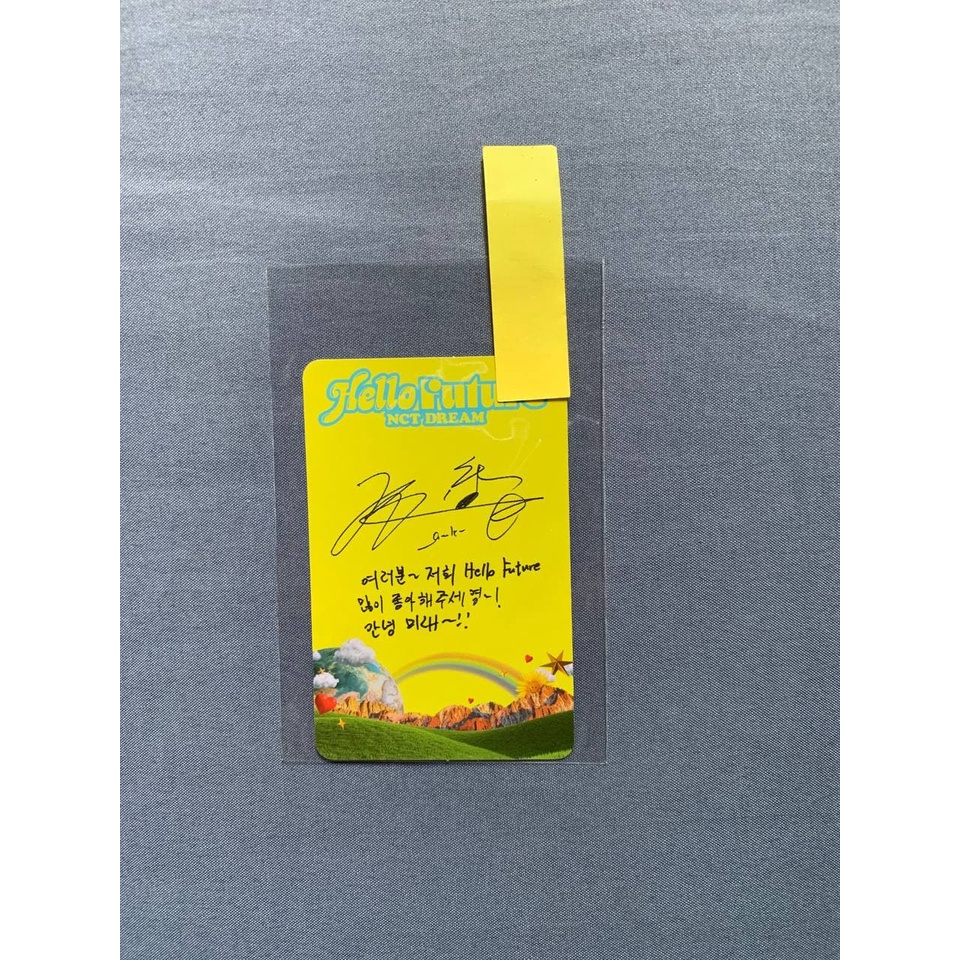 Hello Future
NCT DREAM
여러분~ 저희 Hello Future
많이 좋아해주세염~!
안녕 미래~!!